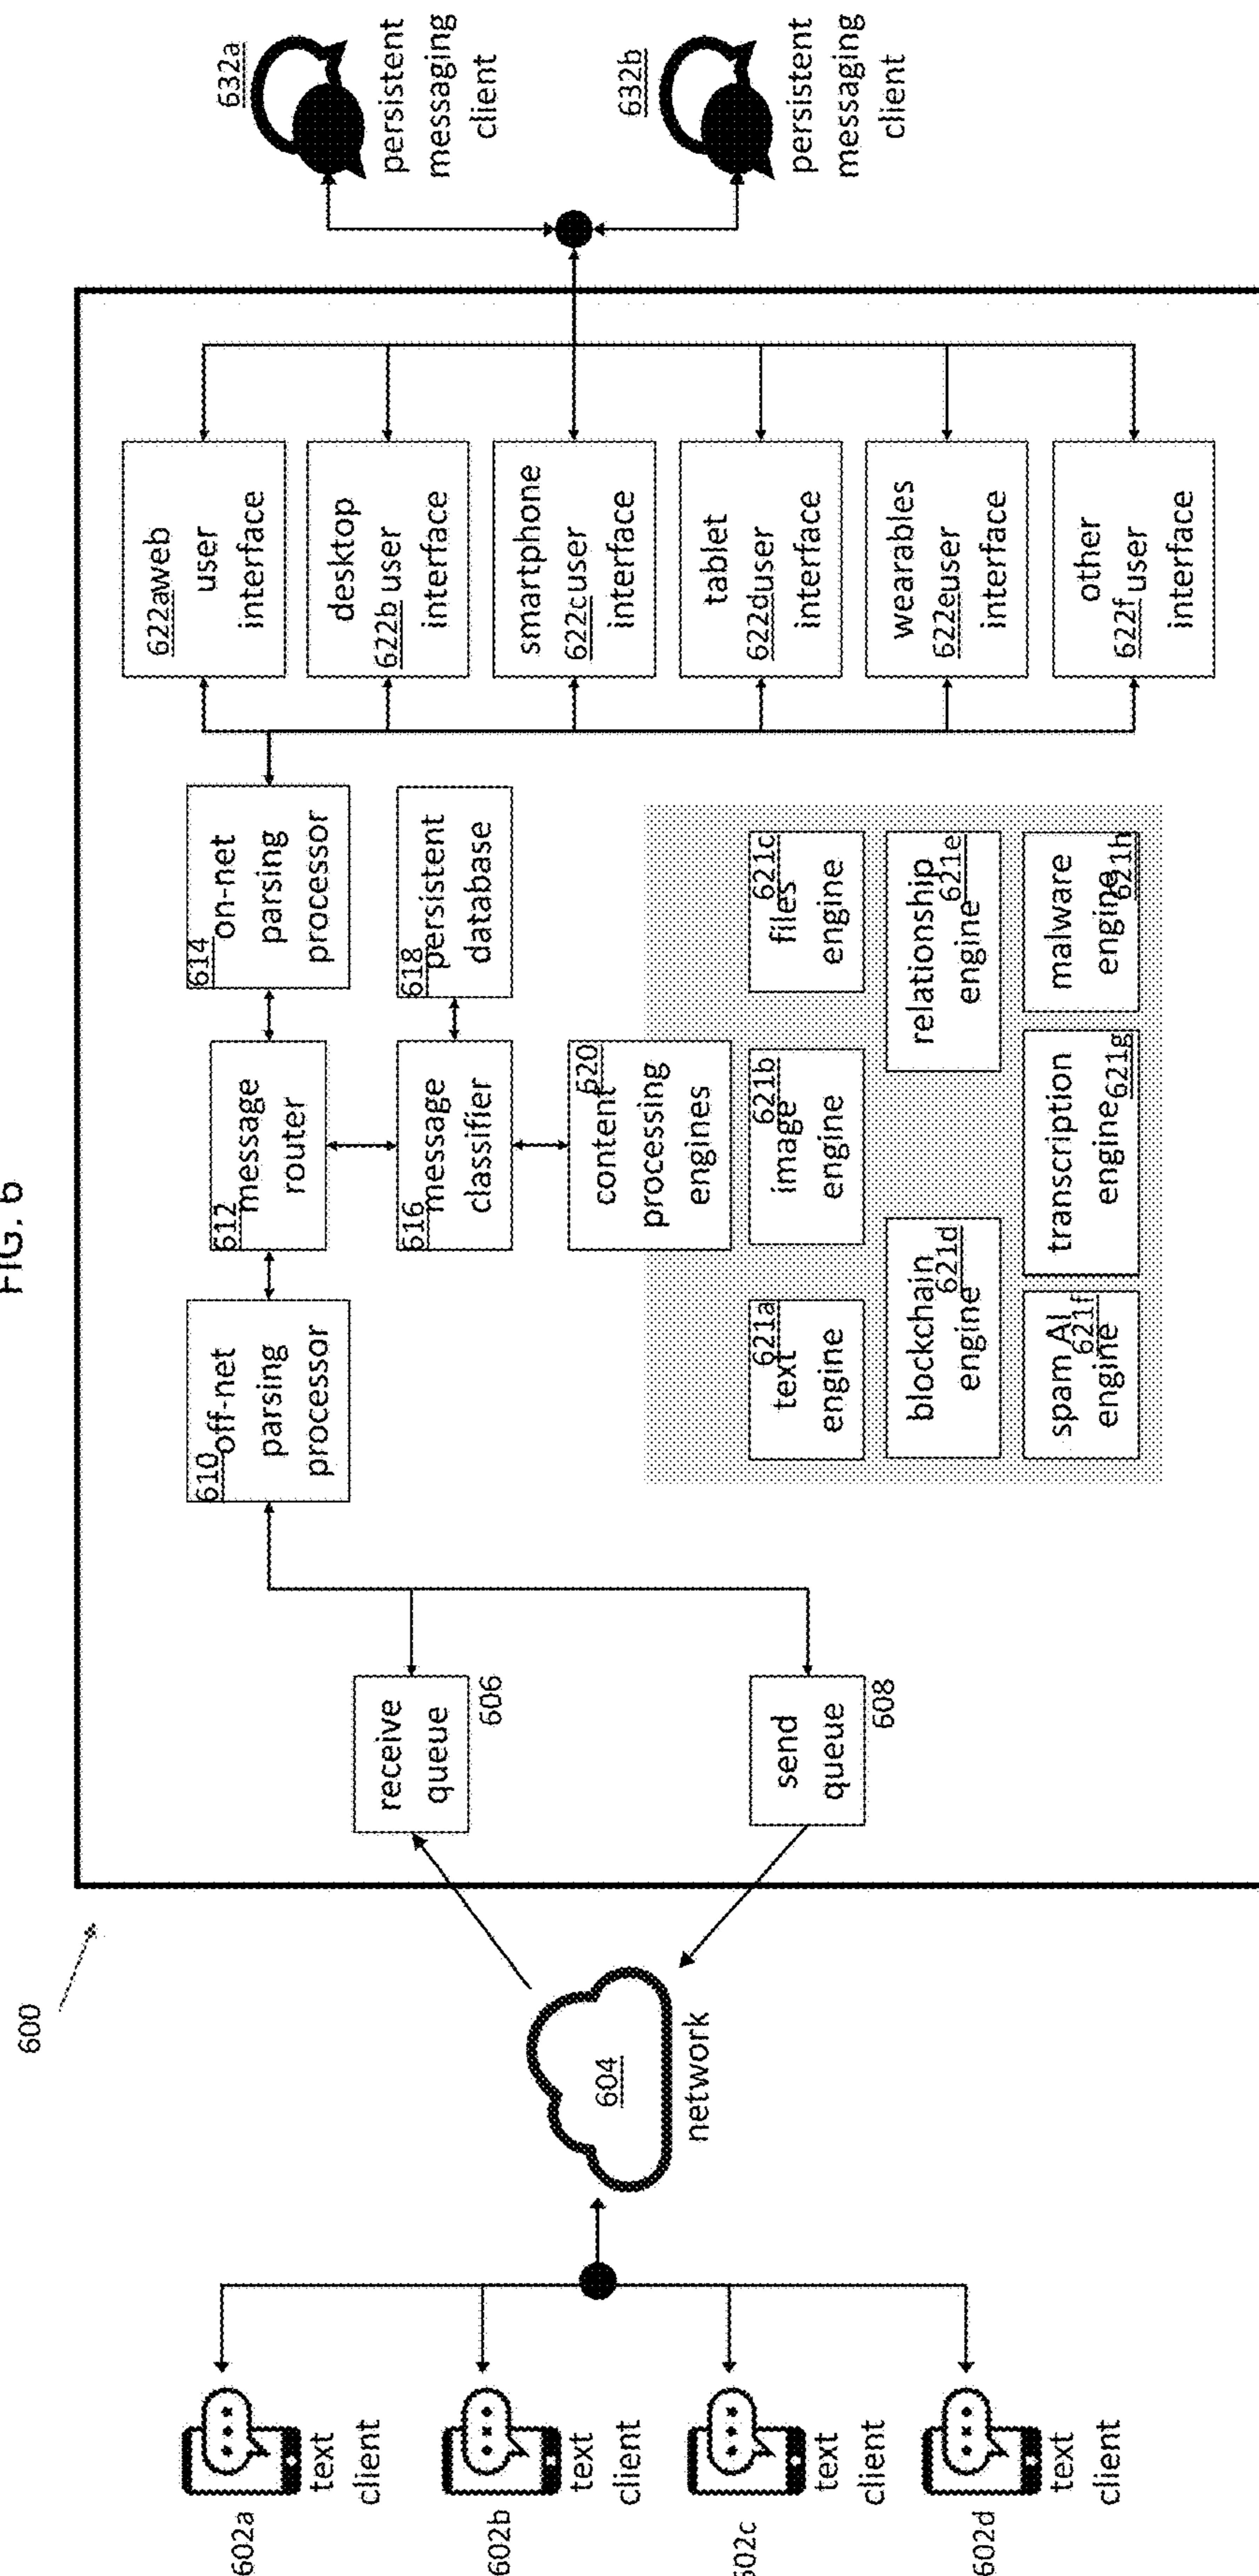 FIG. 6
600
602a
text
client
602b
text
client
602c
text
client
602d
text
client
604
network
receive
queue
606
send
queue
608
610
off-net
parsing
processor
612
message
router
614
on-net
parsing
processor
616
message
classifier
618
persistent
database
620
content
processing
engines
621a
text
engine
621b
image
engine
621c
files
engine
blockchain
621d
engine
relationship
621e
engine
spam AI
621f
engine
transcription
engine 621g
malware
engine
621h
622a web
user
interface
desktop
622b user
interface
smartphone
622c user
interface
tablet
622d user
interface
wearables
622e user
interface
other
622f user
interface
632a
persistent
messaging
client
632b
persistent
messaging
client